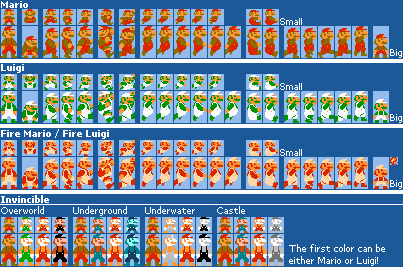 Mario
Small
Big
Luigi
Small
Big
Fire Mario / Fire Luigi
Small
Big
Invincible
Overworld Underground Underwater Castle
The first color can be
either Mario or Luigi!